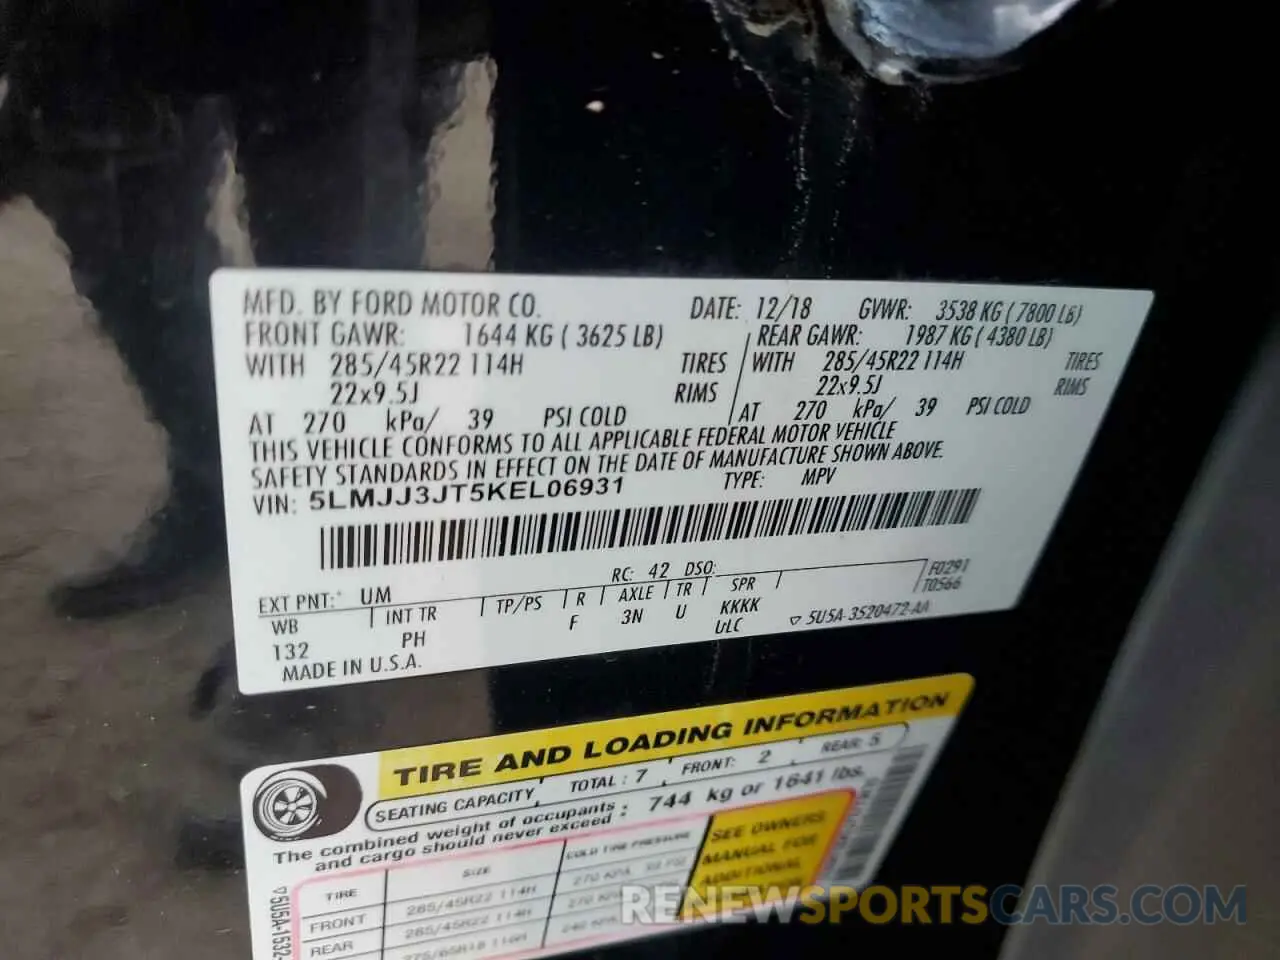 MFD. BY FORD MOTOR CO. DATE: 12/18 GVWR: 3538 KG ( 7800 LB)
FRONT GAWR: 1644 KG ( 3625 LB) REAR GAWR: 1987 KG ( 4380 LB)
WITH 285/45R22 114H TIRES WITH 285/45R22 114H TIRES
22x9.5J RIMS 22x9.5J RIMS
AT 270 kPa/ 39 PSI COLD AT 270 kPa/ 39 PSI COLD
THIS VEHICLE CONFORMS TO ALL APPLICABLE FEDERAL MOTOR VEHICLE
SAFETY STANDARDS IN EFFECT ON THE DATE OF MANUFACTURE SHOWN ABOVE.
VIN: 5LMJJ3JT5KEL06931 TYPE: MPV
EXT PNT: UM RC: 42 DSO: F0291
WB INT TR TP/PS R AXLE TR SPR T0566
132 PH F 3N U KKKK
ULC 5U5A-3520472-AA
MADE IN U.S.A.
TIRE AND LOADING INFORMATION
SEATING CAPACITY TOTAL : 7 FRONT: 2 REAR: 5
The combined weight of occupants and cargo should never exceed : 744 kg or 1641 lbs.
TIRE SIZE COLD TIRE PRESSURE
FRONT 285/45R22 114H
REAR 285/45R22 114H
SEE OWNERS
MANUAL FOR
ADDITIONAL
5U5A-1532-
RENEWSPORTSCARS.COM